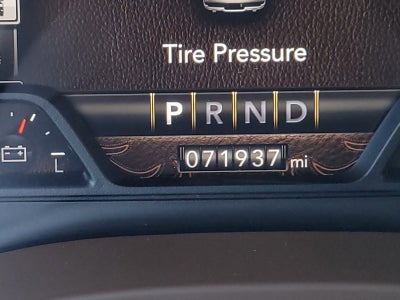 Tire Pressure
P R N D
071937 mi
L